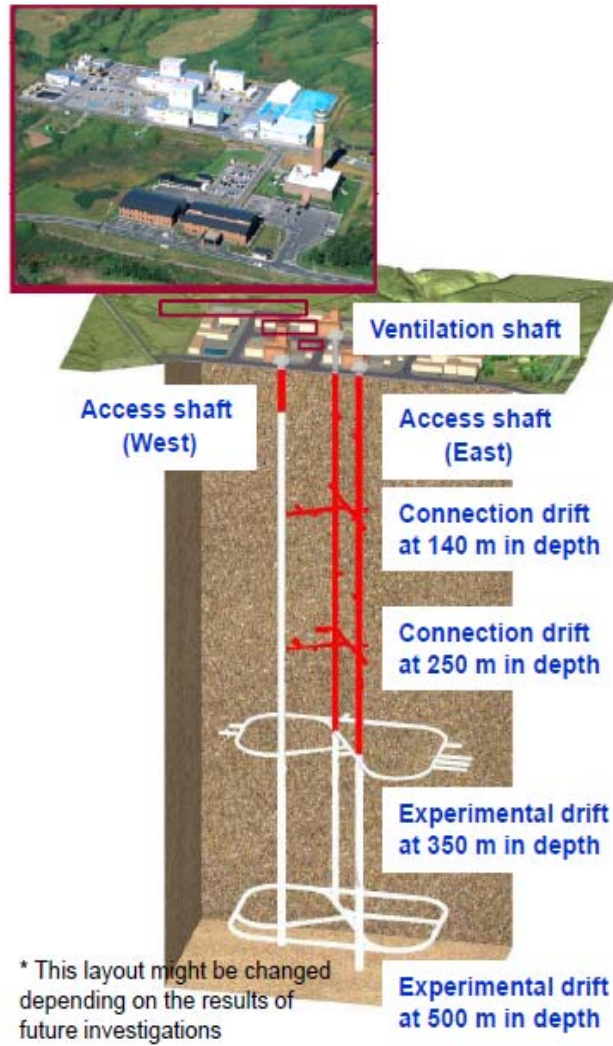 Ventilation shaft
Access shaft
(West)
Access shaft
(East)
Connection drift
at 140 m in depth
Connection drift
at 250 m in depth
Experimental drift
at 350 m in depth
* This layout might be changed
depending on the results of
future investigations
Experimental drift
at 500 m in depth